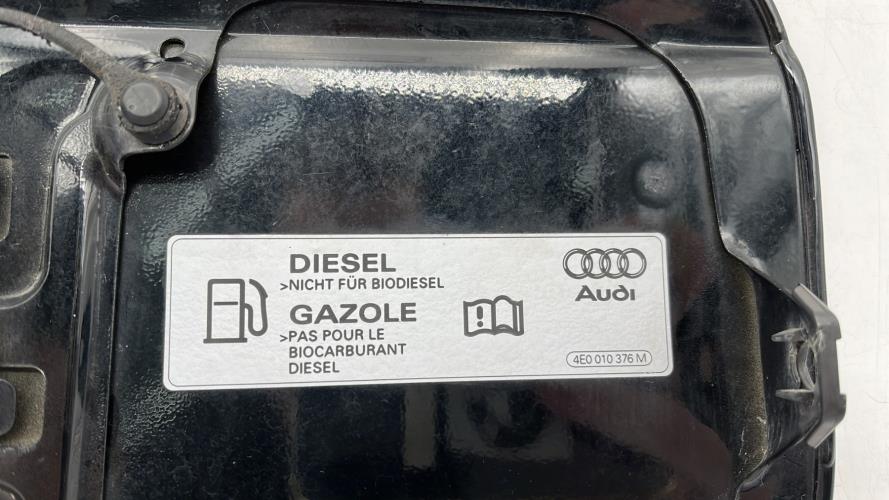 DIESEL
>NICHT FÜR BIODIESEL
GAZOLE
>PAS POUR LE
BIOCARBURANT
DIESEL
Audi
4E0 010 376 M